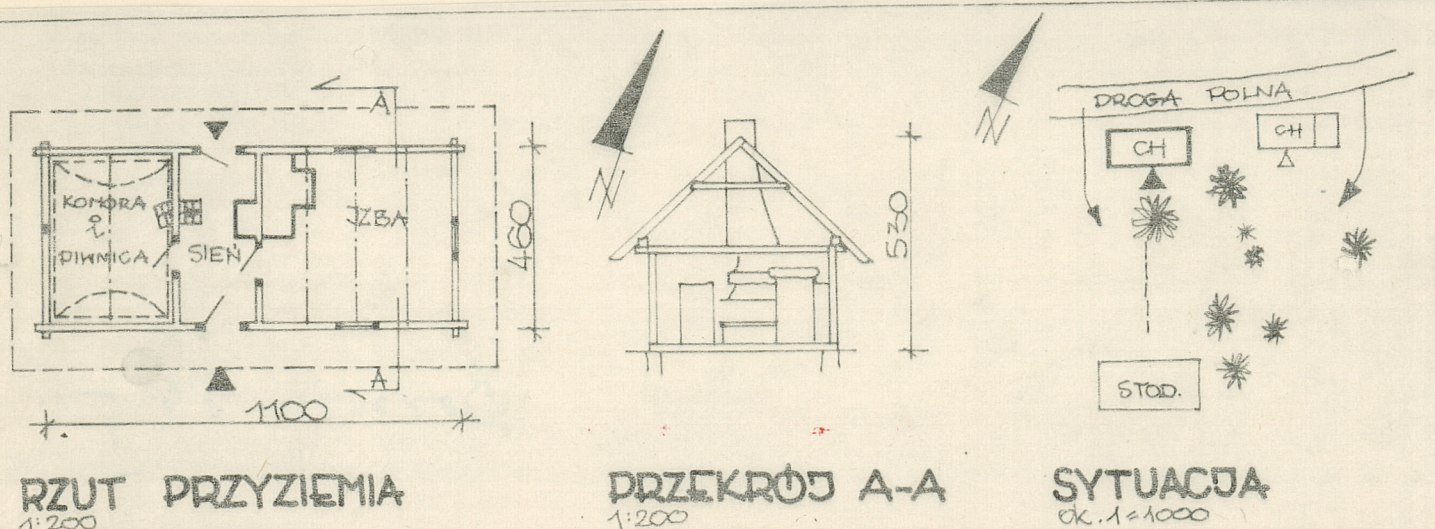 A
KOMORA
i
PIWNICA
SIEŃ
IZBA
460
A
1100
RZUT PRZYZIEMIA
1:200
N
530
PRZEKRÓJ A-A
1:200
N
DROGA POLNA
CH
CH
STOD.
SYTUACJA
OK. 1=1000